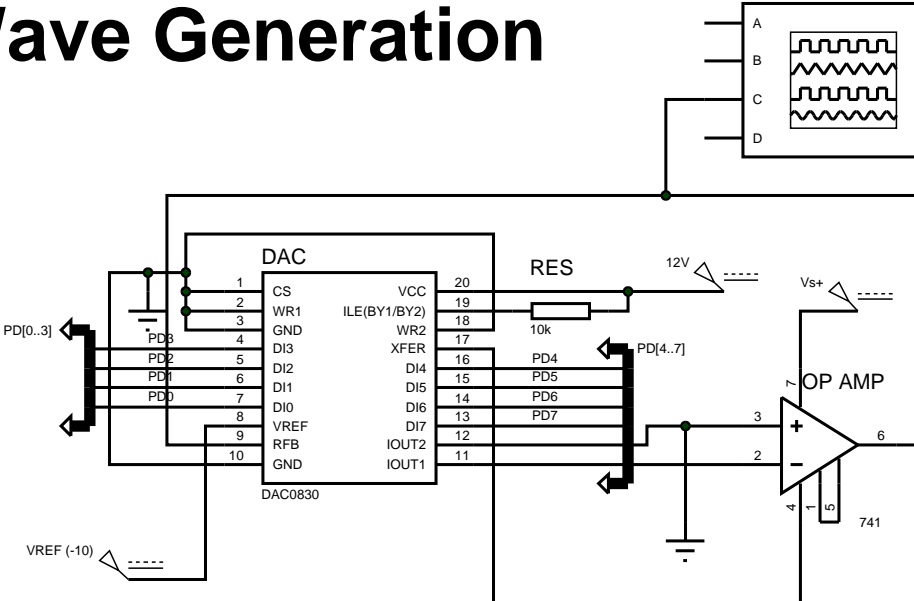 Wave Generation
A
B
C
D
DAC
RES
12V
Vs+
1 CS VCC 20
2 WR1 ILE(BY1/BY2) 19
3 GND WR2 18
10k
PD[0..3]
PD3 4 DI3 XFER 17
PD[4..7]
PD2 5 DI2 DI4 16 PD4
PD1 6 DI1 DI5 15 PD5
PD0 7 DI0 DI6 14 PD6
8 VREF DI7 13 PD7
9 RFB IOUT2 12
10 GND IOUT1 11
DAC0830
7 OP AMP
3
+
6
2
−
4 1 5
741
VREF (-10)